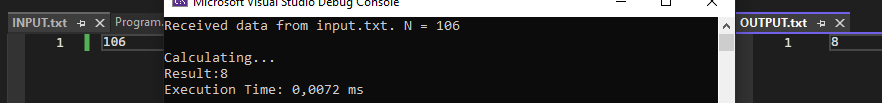 Microsoft Visual Studio Debug Console
INPUT.txt
Program.
1 106
Received data from input.txt. N = 106
Calculating...
Result:8
Execution Time: 0,0072 ms
OUTPUT.txt
1 8